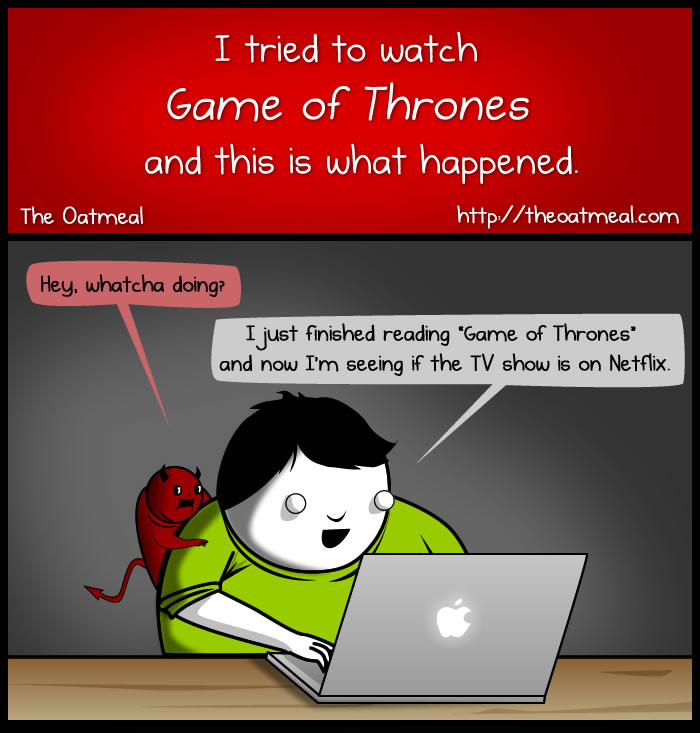 I tried to watch
Game of Thrones
and this is what happened.
The Oatmeal
http://theoatmeal.com
Hey, whatcha doing?
I just finished reading "Game of Thrones"
and now I'm seeing if the TV show is on Netflix.